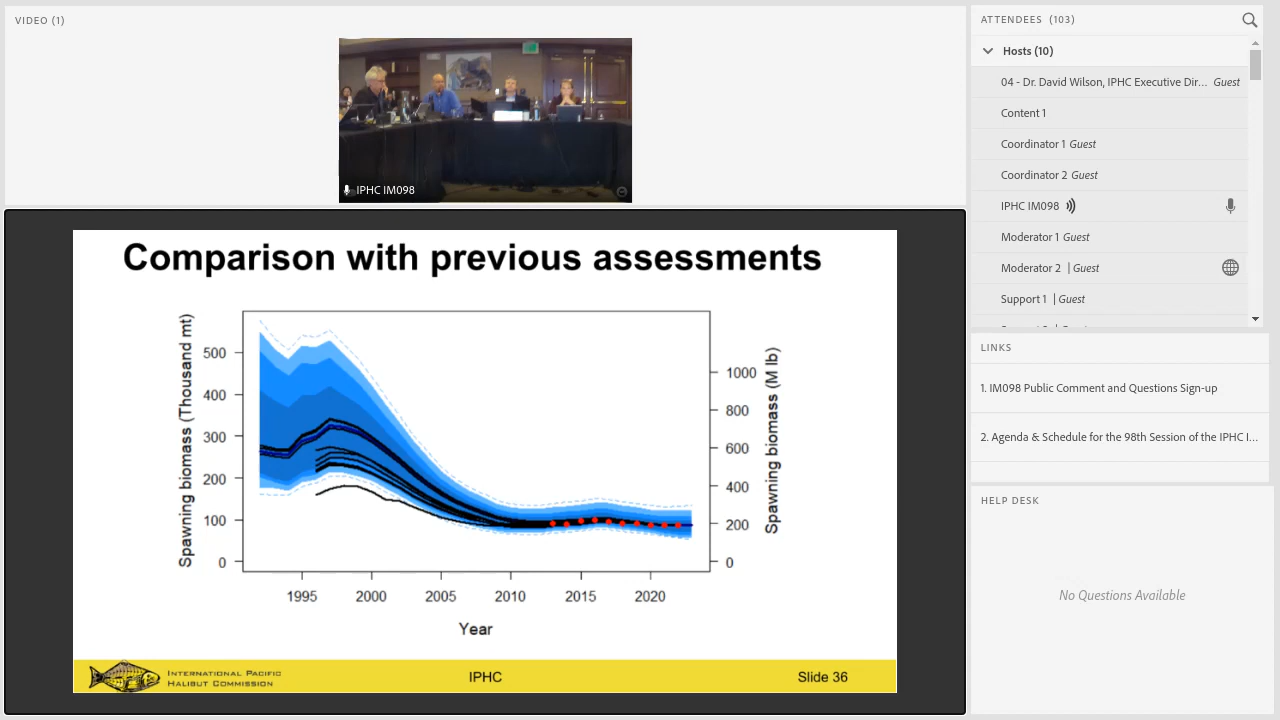 VIDEO (1)
IPHC IM098
Comparison with previous assessments
Spawning biomass (Thousand mt)
500
400
300
200
100
0
1000
800
600
400
200
0
Spawning biomass (M lb)
1995 2000 2005 2010 2015 2020
Year
INTERNATIONAL PACIFIC
HALIBUT COMMISSION
IPHC
Slide 36
ATTENDEES (103)
Hosts (10)
04 - Dr. David Wilson, IPHC Executive Dir... Guest
Content 1
Coordinator 1 Guest
Coordinator 2 Guest
IPHC IM098
Moderator 1 Guest
Moderator 2 | Guest
Support 1 | Guest
LINKS
1. IM098 Public Comment and Questions Sign-up
2. Agenda & Schedule for the 98th Session of the IPHC I...
HELP DESK
No Questions Available